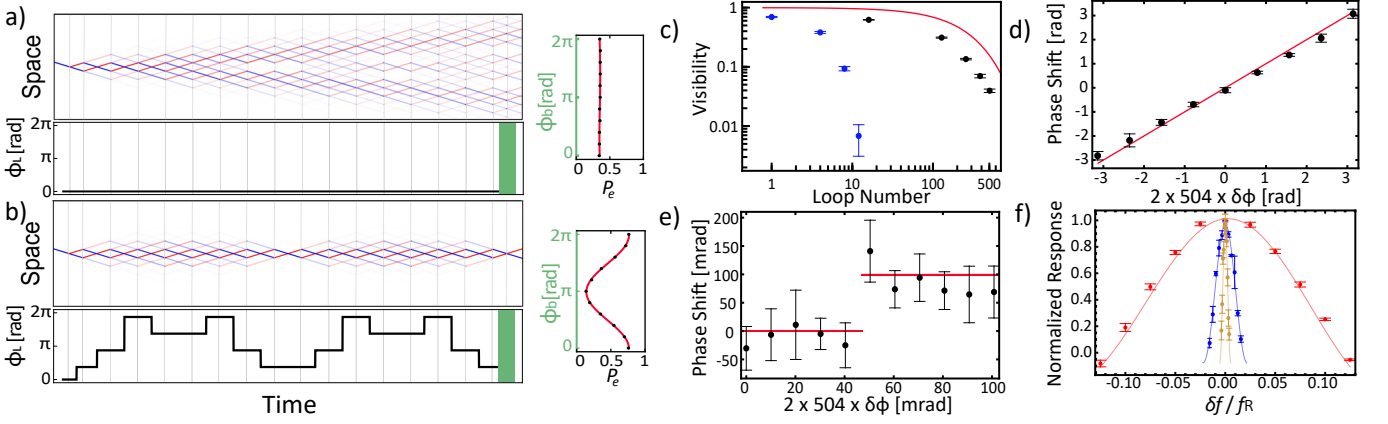 a)
Space
ϕL [rad]
2π
π
0
ϕb[rad]
2π
π
0
0 0.5 1
Pe
b)
Space
ϕL [rad]
2π
π
0
Time
ϕb[rad]
2π
π
0
0 0.5 1
Pe
c)
Visibility
1
0.5
0.1
0.01
1 10 100 500
Loop Number
d)
Phase Shift [rad]
3
2
1
0
-1
-2
-3
-3 -2 -1 0 1 2 3
2 x 504 x δϕ [rad]
e)
Phase Shift [mrad]
200
150
100
50
0
-50
0 20 40 60 80 100
2 x 504 x δϕ [mrad]
f)
Normalized Response
1.0
0.8
0.6
0.4
0.2
0.0
-0.10 -0.05 0.00 0.05 0.10
δf / fR